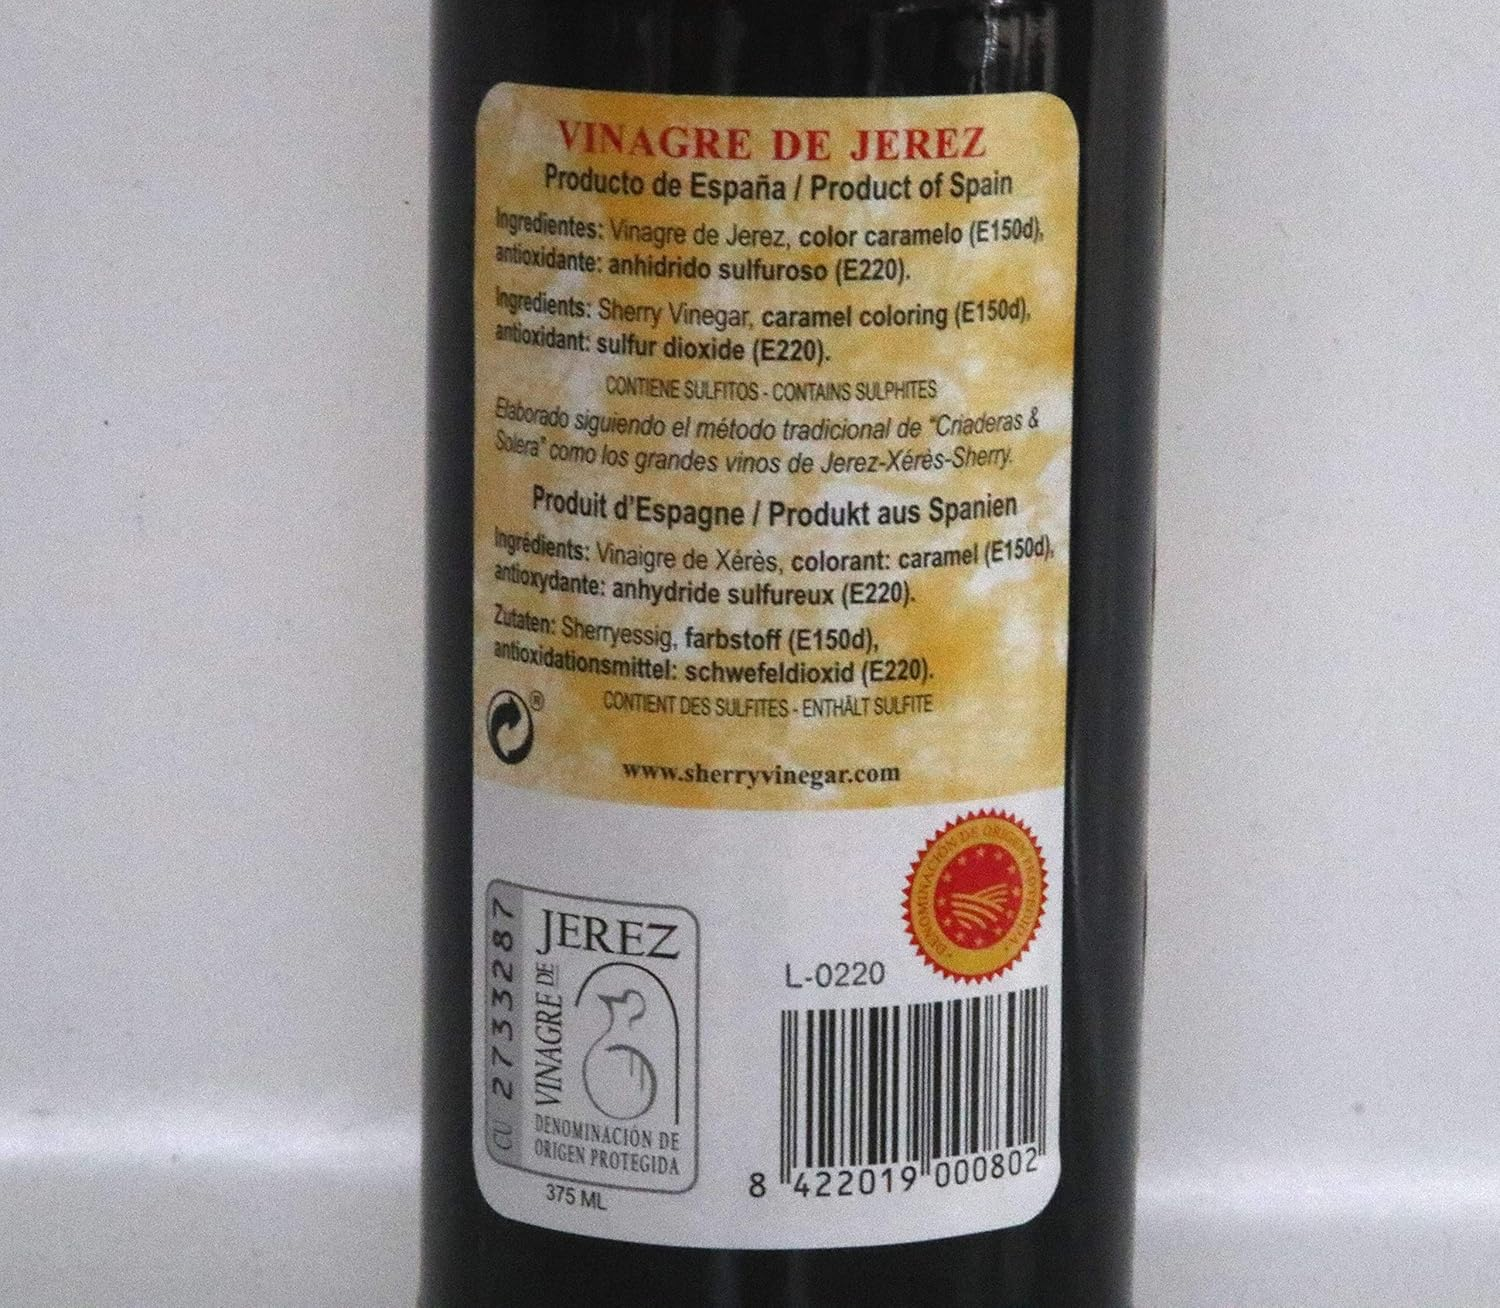 VINAGRE DE JEREZ
Producto de España / Product of Spain
Ingredientes: Vinagre de Jerez, color caramelo (E150d),
antioxidante: anhidrido sulfuroso (E220).
Ingredients: Sherry Vinegar, caramel coloring (E150d),
antioxidant: sulfur dioxide (E220).
CONTIENE SULFITOS - CONTAINS SULPHITES
Elaborado siguiendo el método tradicional de "Criaderas &
Solera" como los grandes vinos de Jerez-Xérès-Sherry.
Produit d'Espagne / Produkt aus Spanien
Ingrédients: Vinaigre de Xérès, colorant: caramel (E150d),
antioxydante: anhydride sulfureux (E220).
Zutaten: Sherryessig, farbstoff (E150d),
antioxidationsmittel: schwefeldioxid (E220).
®
CONTIENT DES SULFITES - ENTHÄLT SULFITE
www.sherryvinegar.com
DENOMINACIÓN DE ORIGEN PROTEGIDA
CU 2733287
VINAGRE DE
JEREZ
DENOMINACIÓN DE
ORIGEN PROTEGIDA
375 ML
L-0220
8 422019 000802